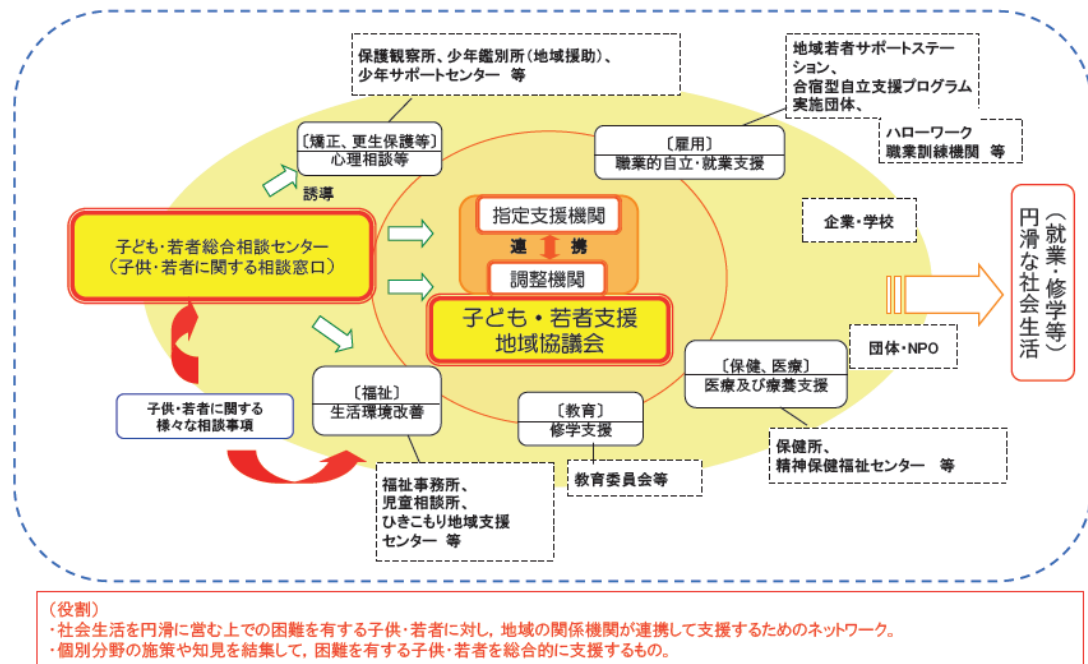 保護観察所、少年鑑別所(地域援助)、
少年サポートセンター 等
地域若者サポートステー
ション、
合宿型自立支援プログラム
実施団体、
ハローワーク
職業訓練機関 等
〔矯正、更生保護等〕
心理相談等
〔雇用〕
職業的自立・就業支援
誘導
子ども・若者総合相談センター
(子供・若者に関する相談窓口)
指定支援機関
連 携
調整機関
子ども・若者支援
地域協議会
企業・学校
団体・NPO
(就業・修学等)
円滑な社会生活
〔福祉〕
生活環境改善
〔教育〕
修学支援
〔保健、医療〕
医療及び療養支援
子供・若者に関する
様々な相談事項
福祉事務所、
児童相談所、
ひきこもり地域支援
センター 等
教育委員会等
保健所、
精神保健福祉センター 等
(役割)
・社会生活を円滑に営む上での困難を有する子供・若者に対し,地域の関係機関が連携して支援するためのネットワーク。
・個別分野の施策や知見を結集して,困難を有する子供・若者を総合的に支援するもの。